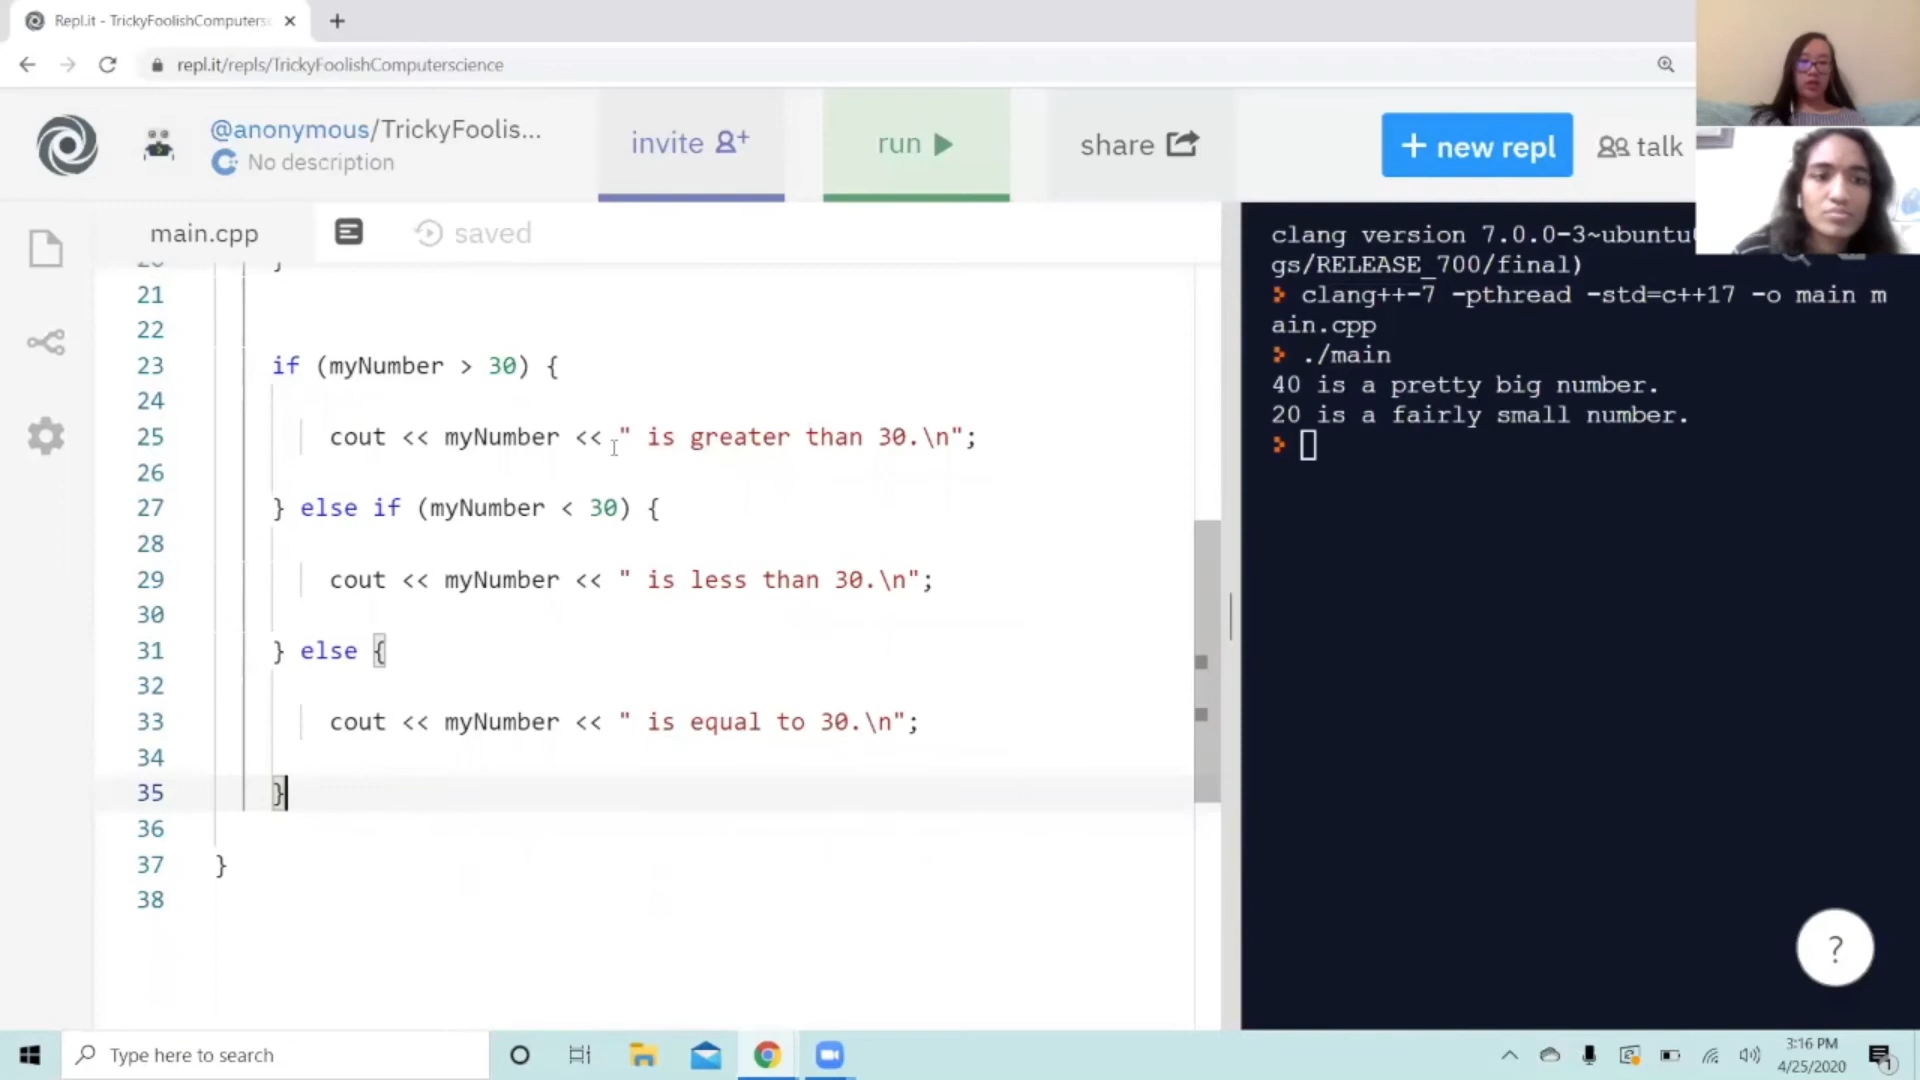 Repl.it - TrickyFoolishComputers
repl.it/repls/TrickyFoolishComputerscience
@anonymous/TrickyFoolis...
No description
invite
run
share
+ new repl
talk
main.cpp
saved
21
22
23 if (myNumber > 30) {
24
25 cout << myNumber << " is greater than 30.\n";
26
27 } else if (myNumber < 30) {
28
29 cout << myNumber << " is less than 30.\n";
30
31 } else {
32
33 cout << myNumber << " is equal to 30.\n";
34
35 }
36
37 }
38
clang version 7.0.0-3~ubuntu
gs/RELEASE_700/final)
> clang++-7 -pthread -std=c++17 -o main m
ain.cpp
> ./main
40 is a pretty big number.
20 is a fairly small number.
>
?
Type here to search
3:16 PM
4/25/2020
1